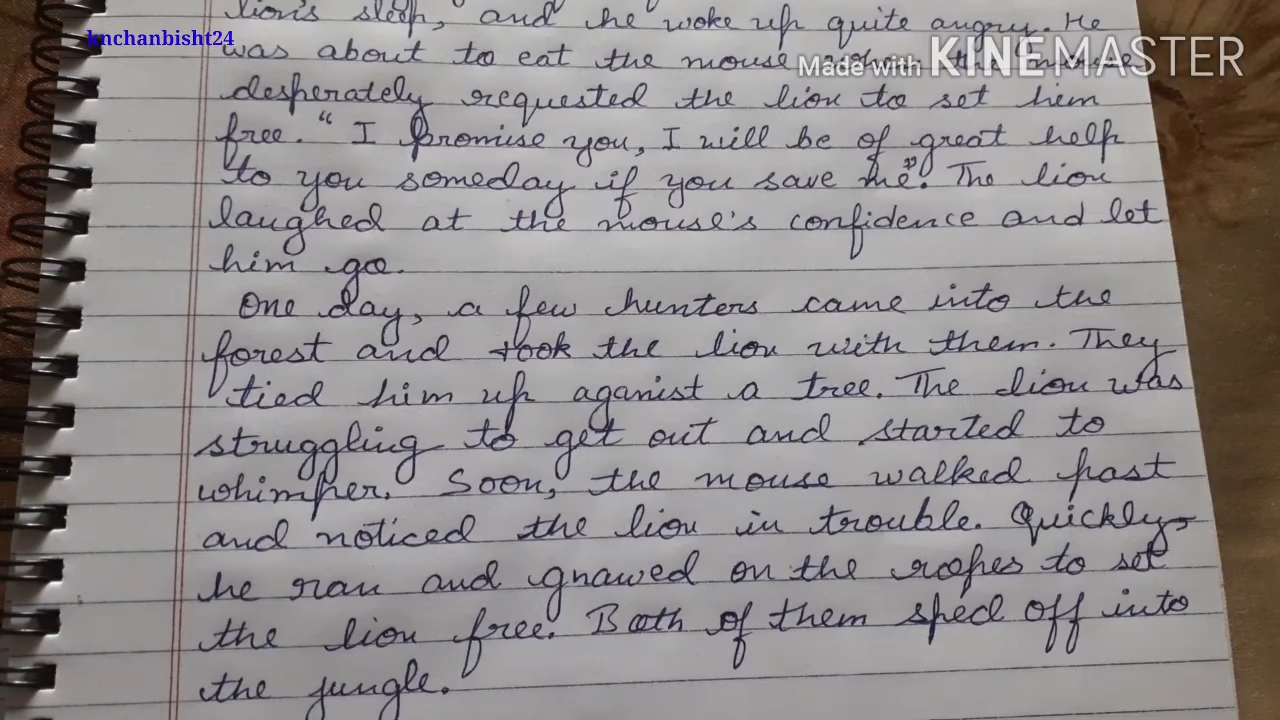 lion's sleep, and he woke up quite angry. He
knchanbisht24
was about to eat the mouse when the mouse
Made with KINEMASTER
desperately requested the lion to set him
free. "I promise you, I will be of great help
to you someday if you save me". The lion
laughed at the mouse's confidence and let
him go.
One day, a few hunters came into the
forest and took the lion with them. They
tied him up aganist a tree. The lion was
struggling to get out and started to
whimper. Soon, the mouse walked past
and noticed the lion in trouble. Quickly,
he ran and gnawed on the ropes to set
the lion free. Both of them sped off into
the jungle.